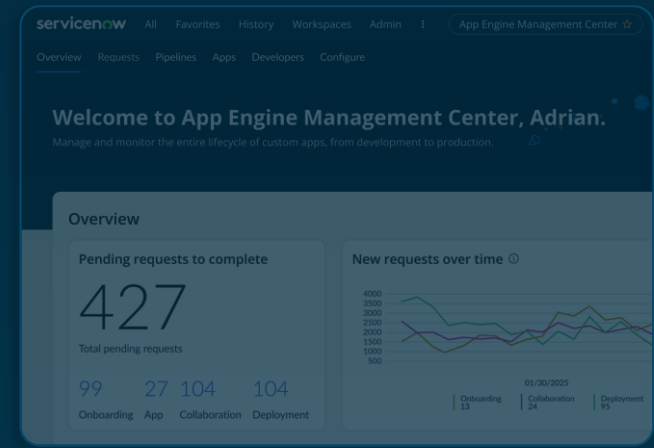 servicenow All Favorites History Workspaces Admin App Engine Management Center
Overview Requests Pipelines Apps Developers Configure
Welcome to App Engine Management Center, Adrian.
Manage and monitor the entire lifecycle of custom apps, from development to production.
Overview
Pending requests to complete
427
Total pending requests
99 27 104 104
Onboarding App Collaboration Deployment
New requests over time
4000
3500
3000
2500
2000
1500
1000
500
01/30/2025
Onboarding Collaboration Deployment
13 24 95